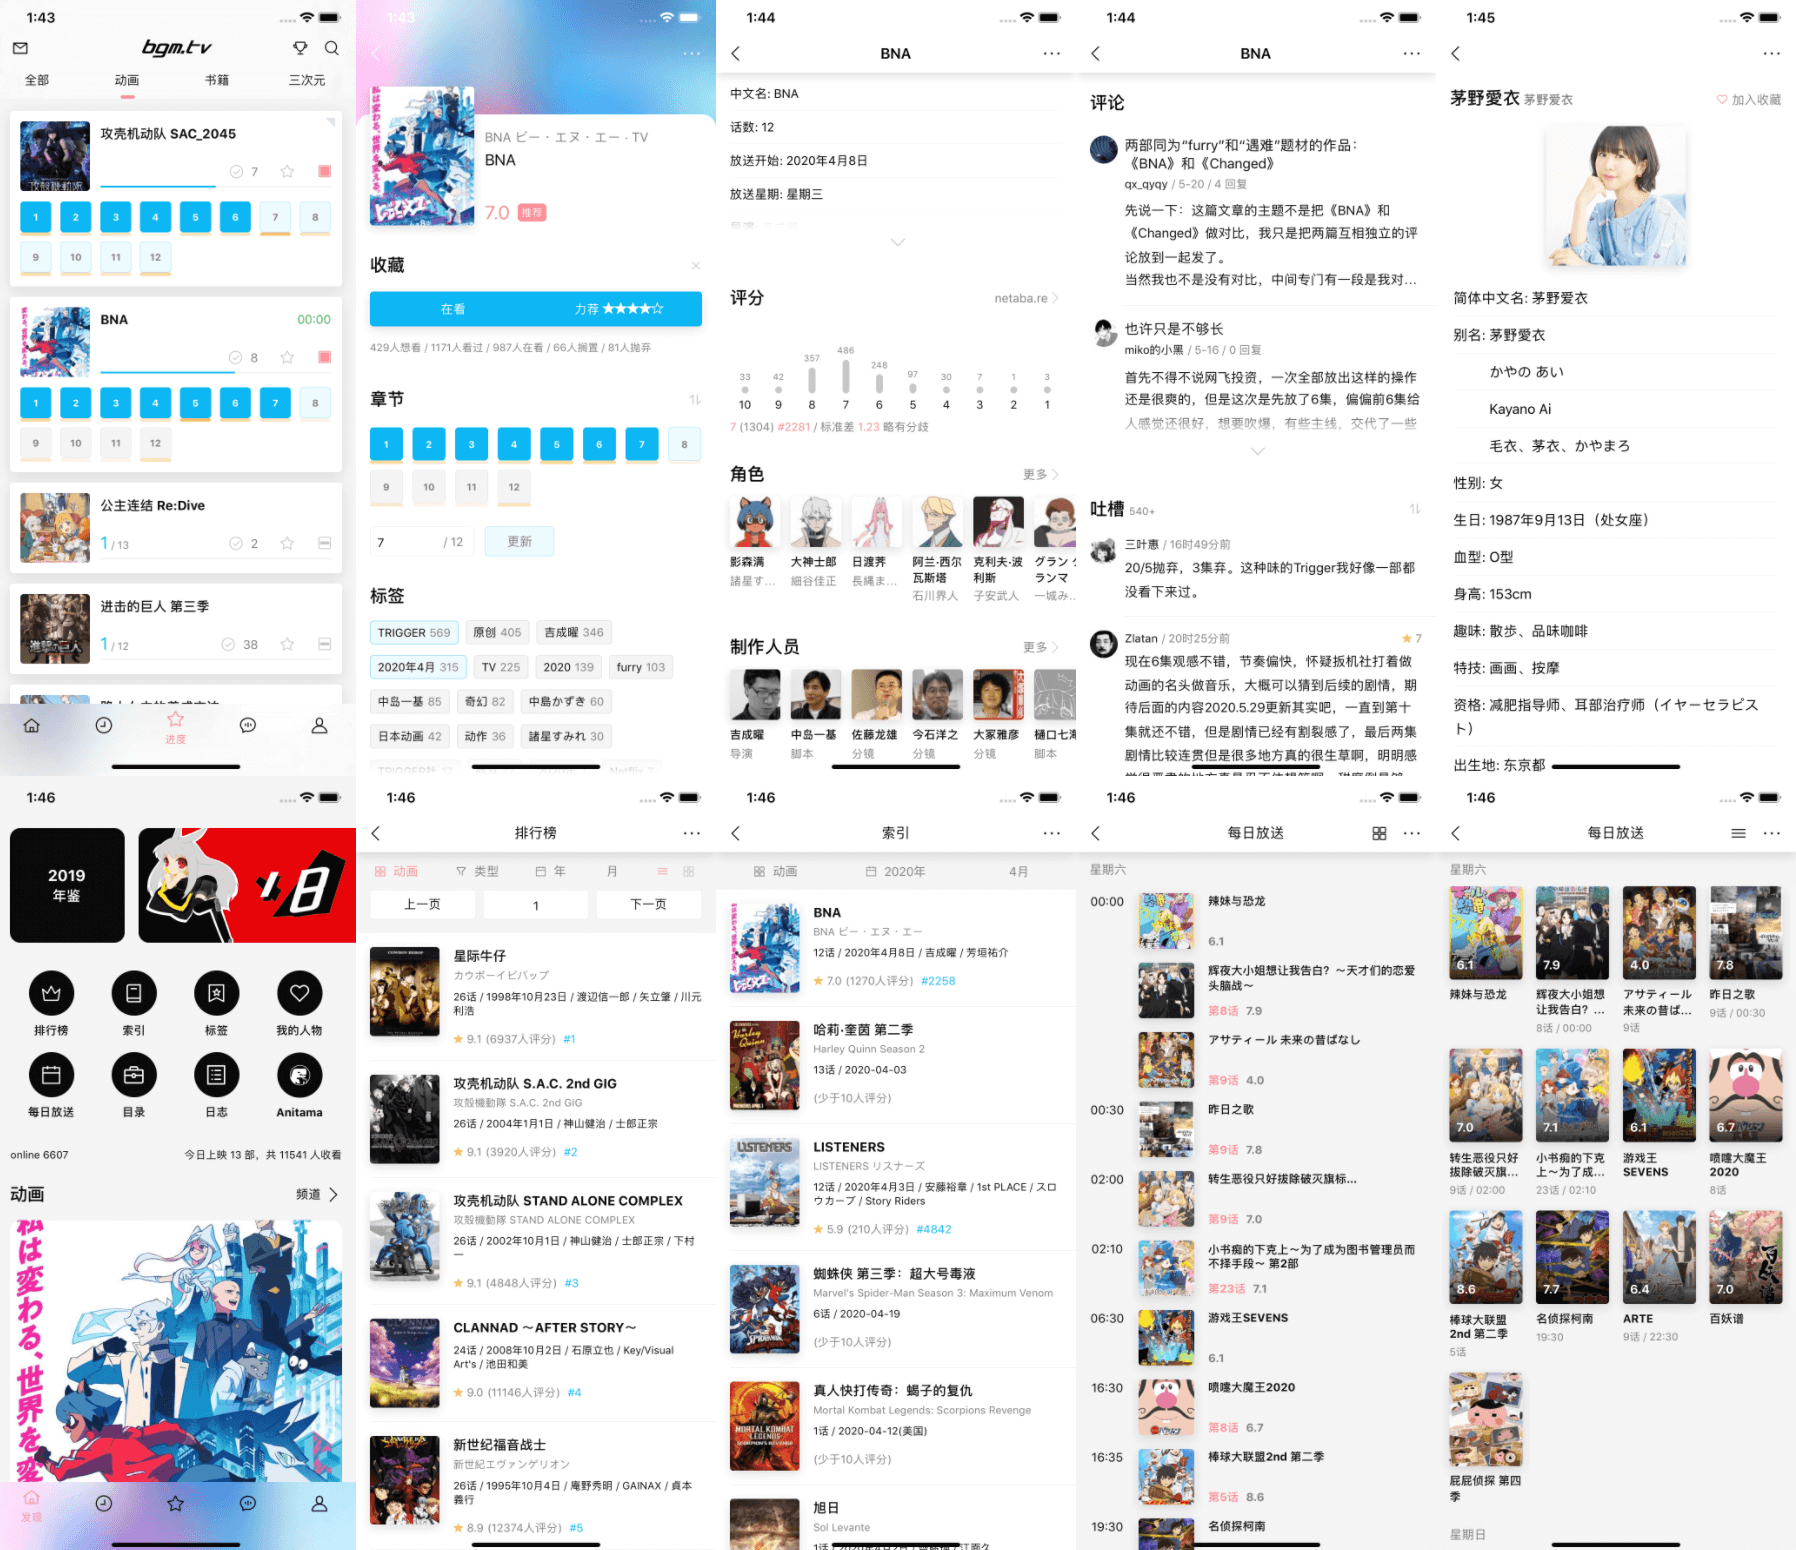 1:43
bgm.tv
全部 动画 书籍 三次元
攻壳机动队 SAC_2045
7
1 2 3 4 5 6 7 8
9 10 11 12
BNA 00:00
8
1 2 3 4 5 6 7 8
9 10 11 12
公主连结 Re:Dive
1 / 13 2
进击的巨人 第三季
1 / 12 38
进度
1:43
BNA ビー・エヌ・エー · TV
BNA
7.0 推荐
收藏
在看 力荐 ★★★★☆
429人想看 / 1171人看过 / 987人在看 / 66人搁置 / 81人抛弃
章节
1 2 3 4 5 6 7 8
9 10 11 12
7 / 12 更新
标签
TRIGGER 569 原创 405 吉成曜 346
2020年4月 315 TV 225 2020 139 furry 103
中岛一基 85 奇幻 82 中島かずき 60
日本动画 42 动作 36 諸星すみれ 30
1:44
BNA
中文名: BNA
话数: 12
放送开始: 2020年4月8日
放送星期: 星期三
评分 netaba.re
33 42 357 486 248 97 30 7 1 3
10 9 8 7 6 5 4 3 2 1
7 (1304) #2281 / 标准差 1.23 略有分歧
角色 更多
影森满 大神士郎 日渡荠 阿兰·西尔瓦斯塔 克利夫·波利斯 グラン グランマ
諸星す... 細谷佳正 長縄ま... 石川界人 子安武人 一城み...
制作人员 更多
吉成曜 中岛一基 佐藤龙雄 今石洋之 大冢雅彦 樋口七海
导演 脚本 分镜 分镜 分镜 脚本
1:44
BNA
评论
两部同为“furry”和“遇难”题材的作品：
《BNA》和《Changed》
qx_qyqy / 5-20 / 4 回复
先说一下：这篇文章的主题不是把《BNA》和
《Changed》做对比，我只是把两篇互相独立的评
论放到一起发了。
当然我也不是没有对比，中间专门有一段是我对...
也许只是不够长
miko的小黑 / 5-16 / 0 回复
首先不得不说网飞投资，一次全部放出这样的操作
还是很爽的，但是这次是先放了6集，偏偏前6集给
人感觉还很好，想要吹爆，有些主线，交代了一些
吐槽 540+
三叶惠 / 16时49分前
20/5抛弃，3集弃。这种味的Trigger我好像一部都
没看下来过。
Zlatan / 20时25分前 7
现在6集观感不错，节奏偏快，怀疑扳机社打着做
动画的名头做音乐，大概可以猜到后续的剧情，期
待后面的内容2020.5.29更新其实吧，一直到第十
集就还不错，但是剧情已经有割裂感了，最后两集
剧情比较连贯但是很多地方真的很生草啊，明明感
1:45
茅野愛衣 茅野爱衣 加入收藏
简体中文名: 茅野爱衣
别名: 茅野愛衣
かやの あい
Kayano Ai
毛衣、茅衣、かやまろ
性别: 女
生日: 1987年9月13日（处女座）
血型: O型
身高: 153cm
趣味: 散歩、品味咖啡
特技: 画画、按摩
资格: 减肥指导师、耳部治疗师（イヤーセラピス
ト）
出生地: 东京都
1:46
2019
年鉴
排行榜 索引 标签 我的人物
每日放送 目录 日志 Anitama
online 6607 今日上映 13 部，共 11541 人收看
动画 频道
私は変わる、世界を変
发现
1:46
排行榜
动画 类型 年 月
上一页 1 下一页
星际牛仔
カウボーイビバップ
26话 / 1998年10月23日 / 渡辺信一郎 / 矢立肇 / 川元
利浩
9.1 (6937人评分) #1
攻壳机动队 S.A.C. 2nd GIG
攻殻機動隊 S.A.C. 2nd GIG
26话 / 2004年1月1日 / 神山健治 / 士郎正宗
9.1 (3920人评分) #2
攻壳机动队 STAND ALONE COMPLEX
攻殻機動隊 STAND ALONE COMPLEX
26话 / 2002年10月1日 / 神山健治 / 士郎正宗 / 下村
一
9.1 (4848人评分) #3
CLANNAD ～AFTER STORY～
24话 / 2008年10月2日 / 石原立也 / Key/Visual
Art's / 池田和美
9.0 (11146人评分) #4
新世纪福音战士
新世紀エヴァンゲリオン
26话 / 1995年10月4日 / 庵野秀明 / GAINAX / 貞本
義行
8.9 (12374人评分) #5
1:46
索引
动画 2020年 4月
BNA
BNA ビー・エヌ・エー
12话 / 2020年4月8日 / 吉成曜 / 芳垣祐介
7.0 (1270人评分) #2258
哈莉·奎茵 第二季
Harley Quinn Season 2
13话 / 2020-04-03
(少于10人评分)
LISTENERS
LISTENERS リスナーズ
12话 / 2020年4月3日 / 安藤裕章 / 1st PLACE / スロ
ウカーブ / Story Riders
5.9 (210人评分) #4842
蜘蛛侠 第三季：超大号毒液
Marvel's Spider-Man Season 3: Maximum Venom
6话 / 2020-04-19
(少于10人评分)
真人快打传奇：蝎子的复仇
Mortal Kombat Legends: Scorpions Revenge
1话 / 2020-04-12(美国)
(少于10人评分)
旭日
Sol Levante
1:46
每日放送
星期六
00:00 辣妹与恐龙
6.1
辉夜大小姐想让我告白？～天才们的恋爱
头脑战～
第8话 7.9
アサティール 未来の昔ばなし
第9话 4.0
00:30 昨日之歌
第9话 7.8
02:00 转生恶役只好拔除破灭旗标...
第9话 7.0
02:10 小书痴的下克上～为了成为图书管理员而
不择手段～ 第2部
第23话 7.1
06:30 游戏王SEVENS
6.1
16:30 喷嚏大魔王2020
第8话 6.7
16:35 棒球大联盟2nd 第二季
第5话 8.6
19:30 名侦探柯南
1:46
每日放送
星期六
6.1 7.9 4.0 7.8
辣妹与恐龙 辉夜大小姐想让我告白？... アサティール 未来の昔ば... 昨日之歌
8话 / 00:00 9话 9话 / 00:30
7.0 7.1 6.1 6.7
转生恶役只好拔除破灭旗... 小书痴的下克上～为了成... 游戏王SEVENS 喷嚏大魔王2020
9话 / 02:00 23话 / 02:10 8话
8.6 7.7 6.4 7.0
棒球大联盟2nd 第二季 名侦探柯南 ARTE 百妖谱
5话 19:30 9话 / 22:30
屁屁侦探 第四季
星期日